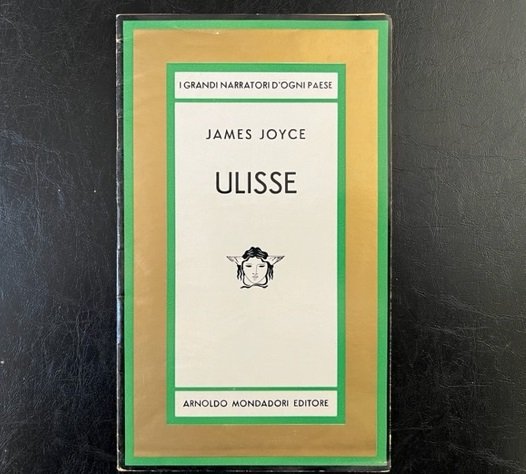 I GRANDI NARRATORI D'OGNI PAESE
JAMES JOYCE
ULISSE
ARNOLDO MONDADORI EDITORE